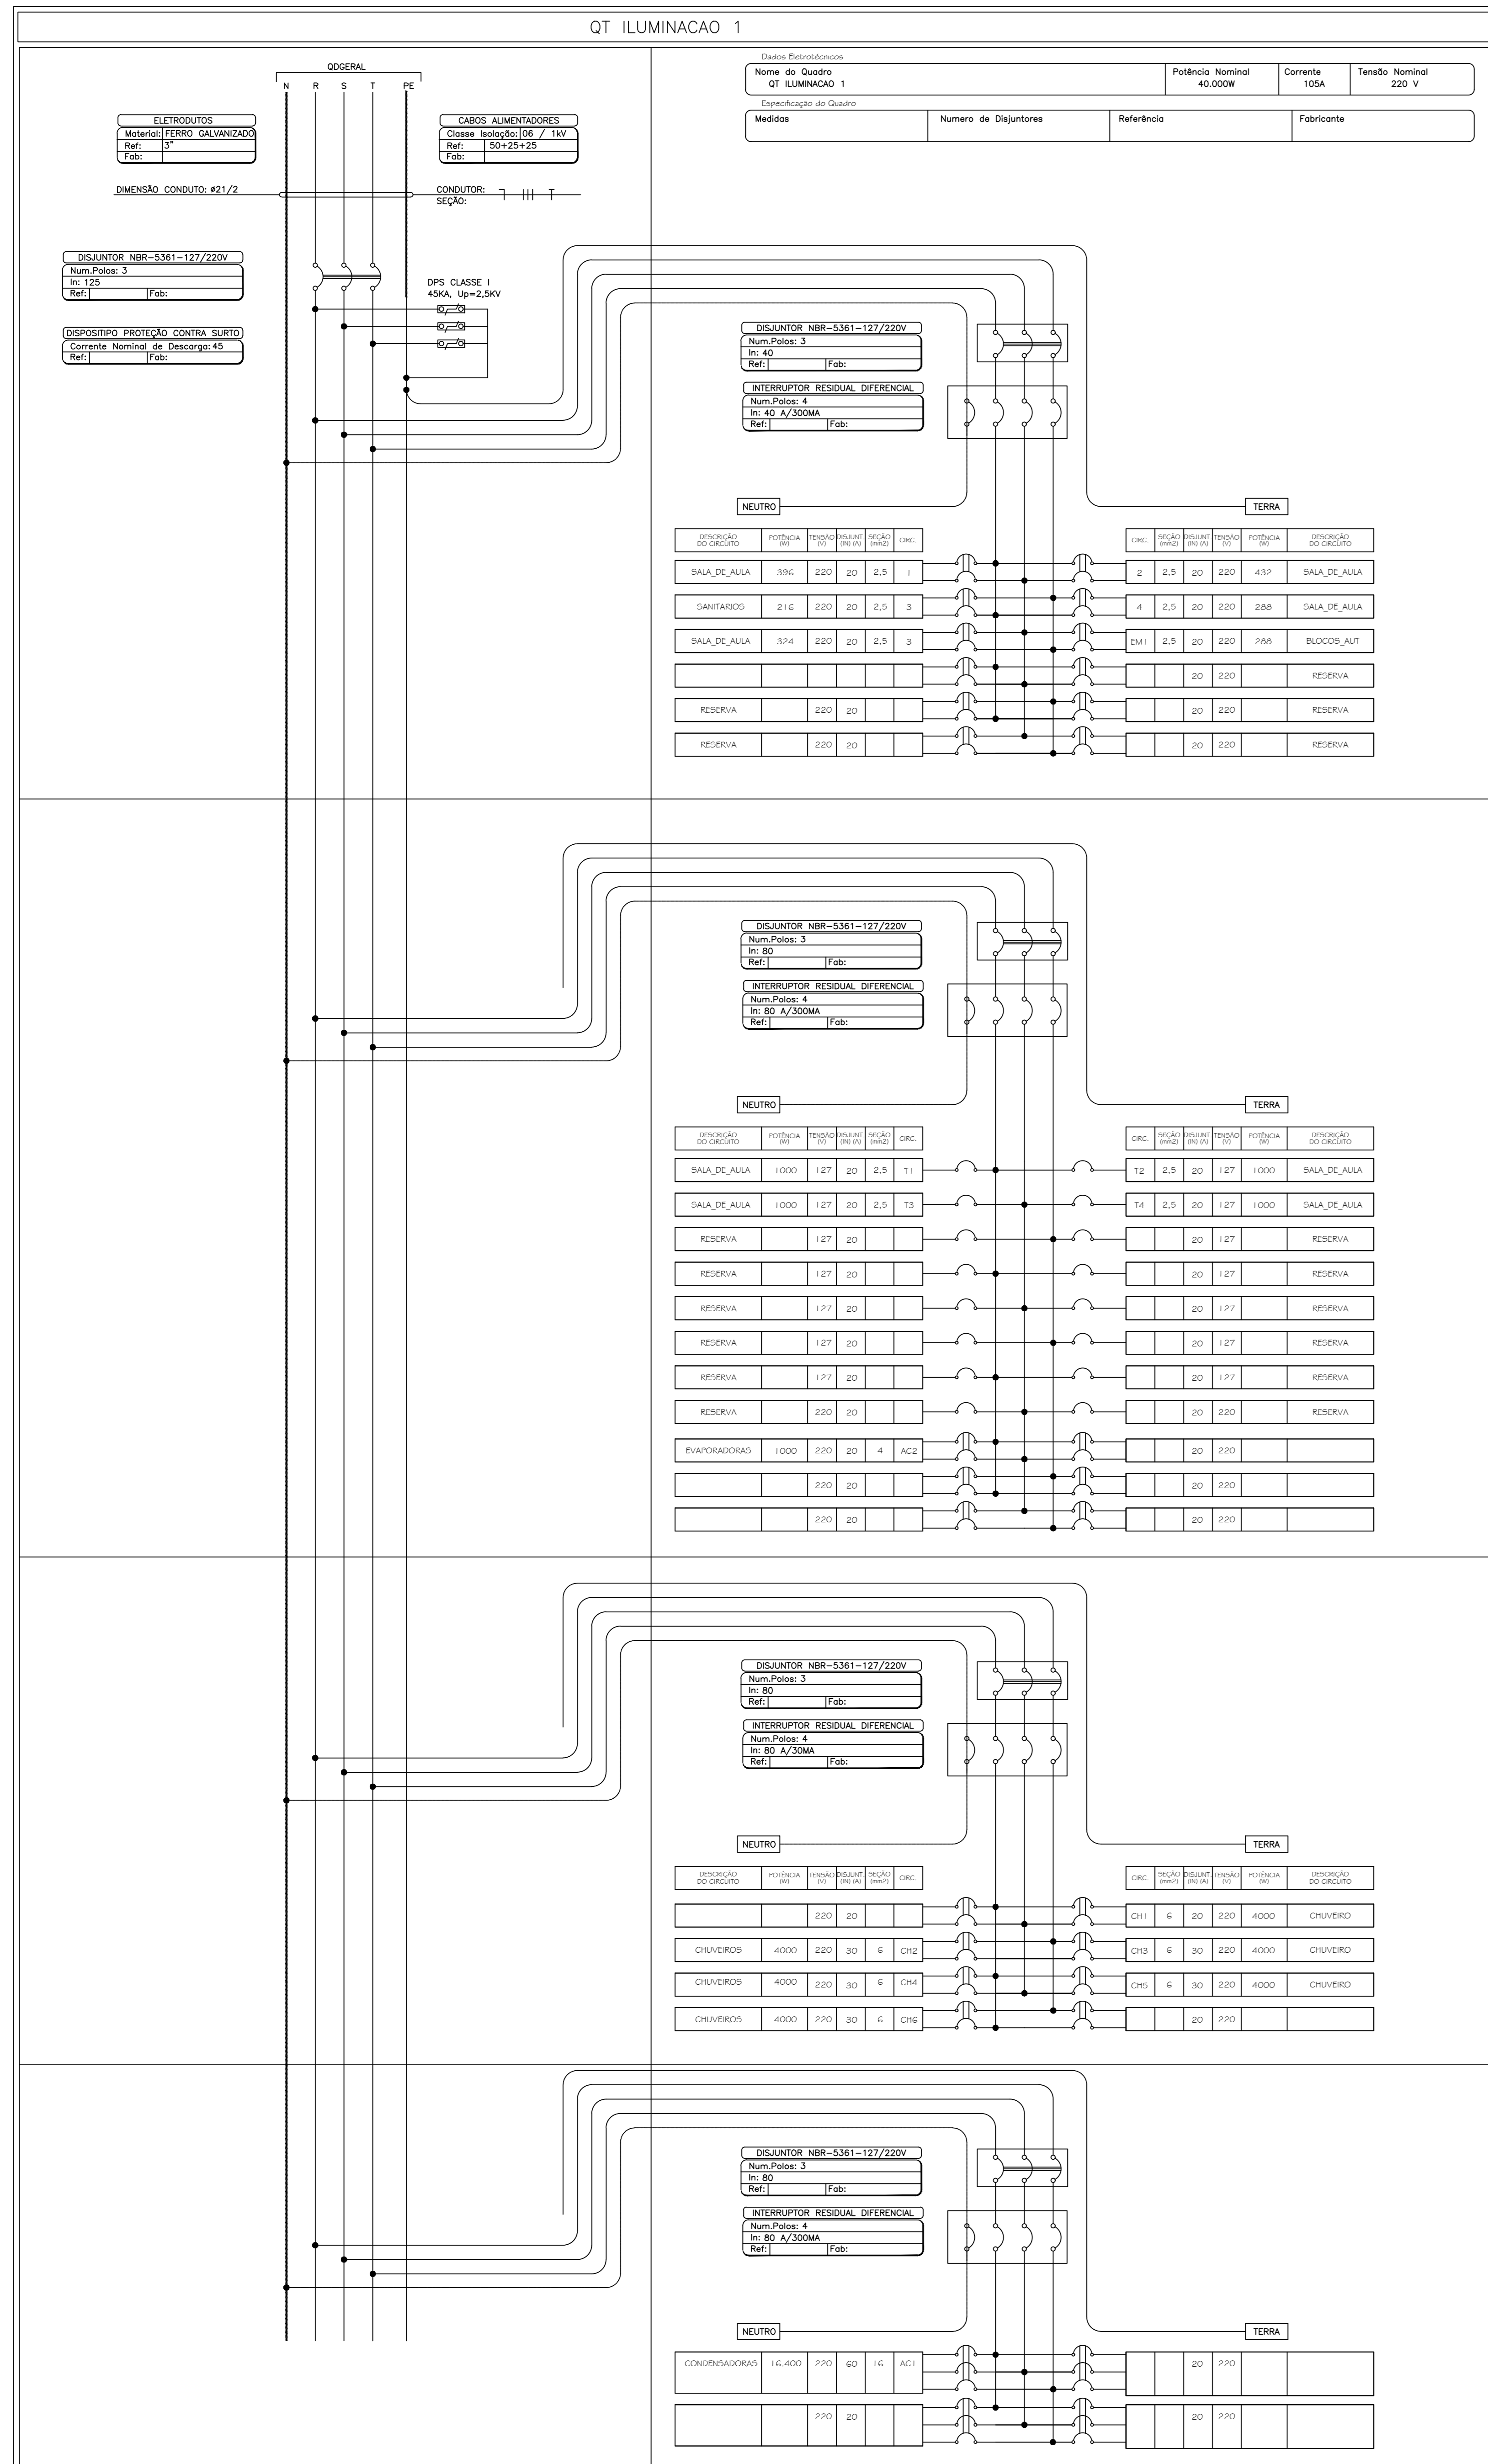 QT ILUMINACAO 1
QDGERAL
N R S T PE
ELETRODUTOS
Material: FERRO GALVANIZADO
Ref: 3"
Fab:
CABOS ALIMENTADORES
Classe Isolação: 06 / 1kV
Ref: 50+25+25
Fab:
DIMENSÃO CONDUTO: ø21/2
CONDUTOR:
SEÇÃO:
DISJUNTOR NBR-5361-127/220V
Num.Polos: 3
In: 125
Ref: Fab:
DPS CLASSE I
45KA, Up=2,5KV
DISPOSITIPO PROTEÇÃO CONTRA SURTO
Corrente Nominal de Descarga: 45
Ref: Fab:
Dados Eletrotécnicos
Nome do Quadro Potência Nominal Corrente Tensão Nominal
QT ILUMINACAO 1 40.000W 105A 220 V
Especificação do Quadro
Medidas Numero de Disjuntores Referência Fabricante
DISJUNTOR NBR-5361-127/220V
Num.Polos: 3
In: 40
Ref: Fab:
INTERRUPTOR RESIDUAL DIFERENCIAL
Num.Polos: 4
In: 40 A/300MA
Ref: Fab:
NEUTRO TERRA
DESCRIÇÃO POTÊNCIA TENSÃO DISJUNT. SEÇÃO CIRC. CIRC. SEÇÃO DISJUNT. TENSÃO POTÊNCIA DESCRIÇÃO
DO CIRCUITO (W) (V) (IN) (A) (mm2) (mm2) (IN) (A) (V) (W) DO CIRCUITO
SALA_DE_AULA 396 220 20 2,5 1 2 2,5 20 220 432 SALA_DE_AULA
SANITARIOS 216 220 20 2,5 3 4 2,5 20 220 288 SALA_DE_AULA
SALA_DE_AULA 324 220 20 2,5 3 EM1 2,5 20 220 288 BLOCOS_AUT
20 220 RESERVA
RESERVA 220 20 20 220 RESERVA
RESERVA 220 20 20 220 RESERVA
DISJUNTOR NBR-5361-127/220V
Num.Polos: 3
In: 80
Ref: Fab:
INTERRUPTOR RESIDUAL DIFERENCIAL
Num.Polos: 4
In: 80 A/300MA
Ref: Fab:
NEUTRO TERRA
DESCRIÇÃO POTÊNCIA TENSÃO DISJUNT. SEÇÃO CIRC. CIRC. SEÇÃO DISJUNT. TENSÃO POTÊNCIA DESCRIÇÃO
DO CIRCUITO (W) (V) (IN) (A) (mm2) (mm2) (IN) (A) (V) (W) DO CIRCUITO
SALA_DE_AULA 1000 127 20 2,5 T1 T2 2,5 20 127 1000 SALA_DE_AULA
SALA_DE_AULA 1000 127 20 2,5 T3 T4 2,5 20 127 1000 SALA_DE_AULA
RESERVA 127 20 20 127 RESERVA
RESERVA 127 20 20 127 RESERVA
RESERVA 127 20 20 127 RESERVA
RESERVA 127 20 20 127 RESERVA
RESERVA 127 20 20 127 RESERVA
RESERVA 220 20 20 220 RESERVA
EVAPORADORAS 1000 220 20 4 AC2 20 220
220 20 20 220
220 20 20 220
DISJUNTOR NBR-5361-127/220V
Num.Polos: 3
In: 80
Ref: Fab:
INTERRUPTOR RESIDUAL DIFERENCIAL
Num.Polos: 4
In: 80 A/30MA
Ref: Fab:
NEUTRO TERRA
DESCRIÇÃO POTÊNCIA TENSÃO DISJUNT. SEÇÃO CIRC. CIRC. SEÇÃO DISJUNT. TENSÃO POTÊNCIA DESCRIÇÃO
DO CIRCUITO (W) (V) (IN) (A) (mm2) (mm2) (IN) (A) (V) (W) DO CIRCUITO
220 20 CH1 6 20 220 4000 CHUVEIRO
CHUVEIROS 4000 220 30 6 CH2 CH3 6 30 220 4000 CHUVEIRO
CHUVEIROS 4000 220 30 6 CH4 CH5 6 30 220 4000 CHUVEIRO
CHUVEIROS 4000 220 30 6 CH6 20 220
DISJUNTOR NBR-5361-127/220V
Num.Polos: 3
In: 80
Ref: Fab:
INTERRUPTOR RESIDUAL DIFERENCIAL
Num.Polos: 4
In: 80 A/300MA
Ref: Fab:
NEUTRO TERRA
CONDENSADORAS 16.400 220 60 16 AC1 20 220
220 20 20 220